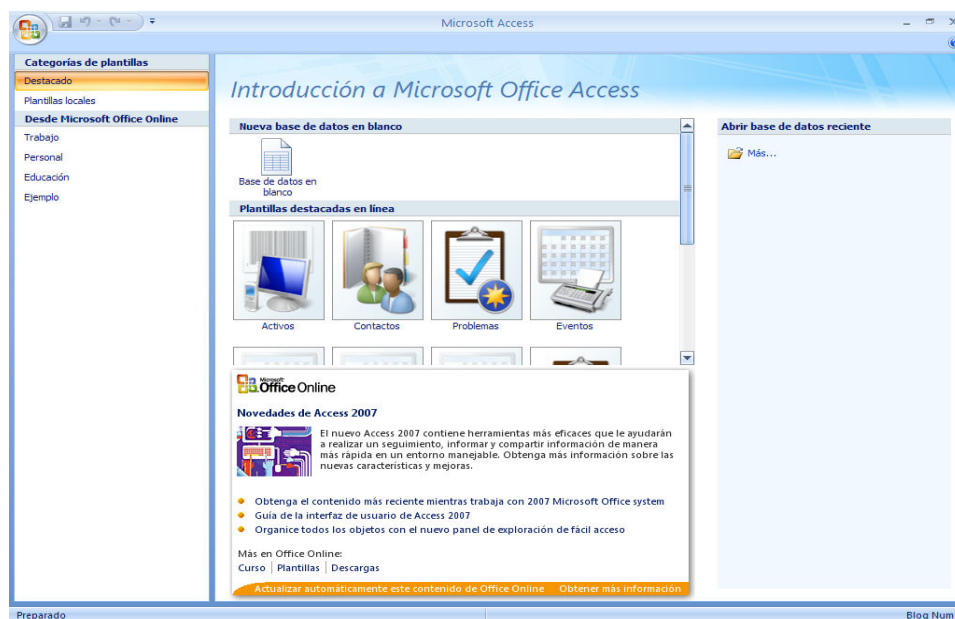 Microsoft Access
Categorías de plantillas
Destacado
Plantillas locales
Desde Microsoft Office Online
Trabajo
Personal
Educación
Ejemplo
Introducción a Microsoft Office Access
Nueva base de datos en blanco
Base de datos en
blanco
Plantillas destacadas en línea
Activos
Contactos
Problemas
Eventos
Microsoft
Office Online
Novedades de Access 2007
El nuevo Access 2007 contiene herramientas más eficaces que le ayudarán
a realizar un seguimiento, informar y compartir información de manera
más rápida en un entorno manejable. Obtenga más información sobre las
nuevas características y mejoras.
Obtenga el contenido más reciente mientras trabaja con 2007 Microsoft Office system
Guía de la interfaz de usuario de Access 2007
Organice todos los objetos con el nuevo panel de exploración de fácil acceso
Más en Office Online:
Curso | Plantillas | Descargas
Actualizar automáticamente este contenido de Office Online Obtener más información
Abrir base de datos reciente
Más...
Preparado
Bloq Num